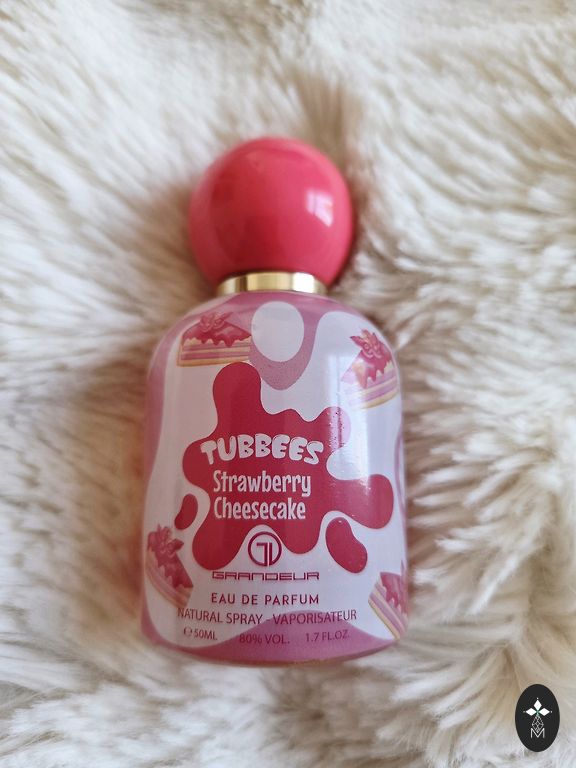 TUBBEES
Strawberry
Cheesecake
GRANDEUR
EAU DE PARFUM
NATURAL SPRAY - VAPORISATEUR
℮50ML 80% VOL. 1.7 FL.OZ.
M